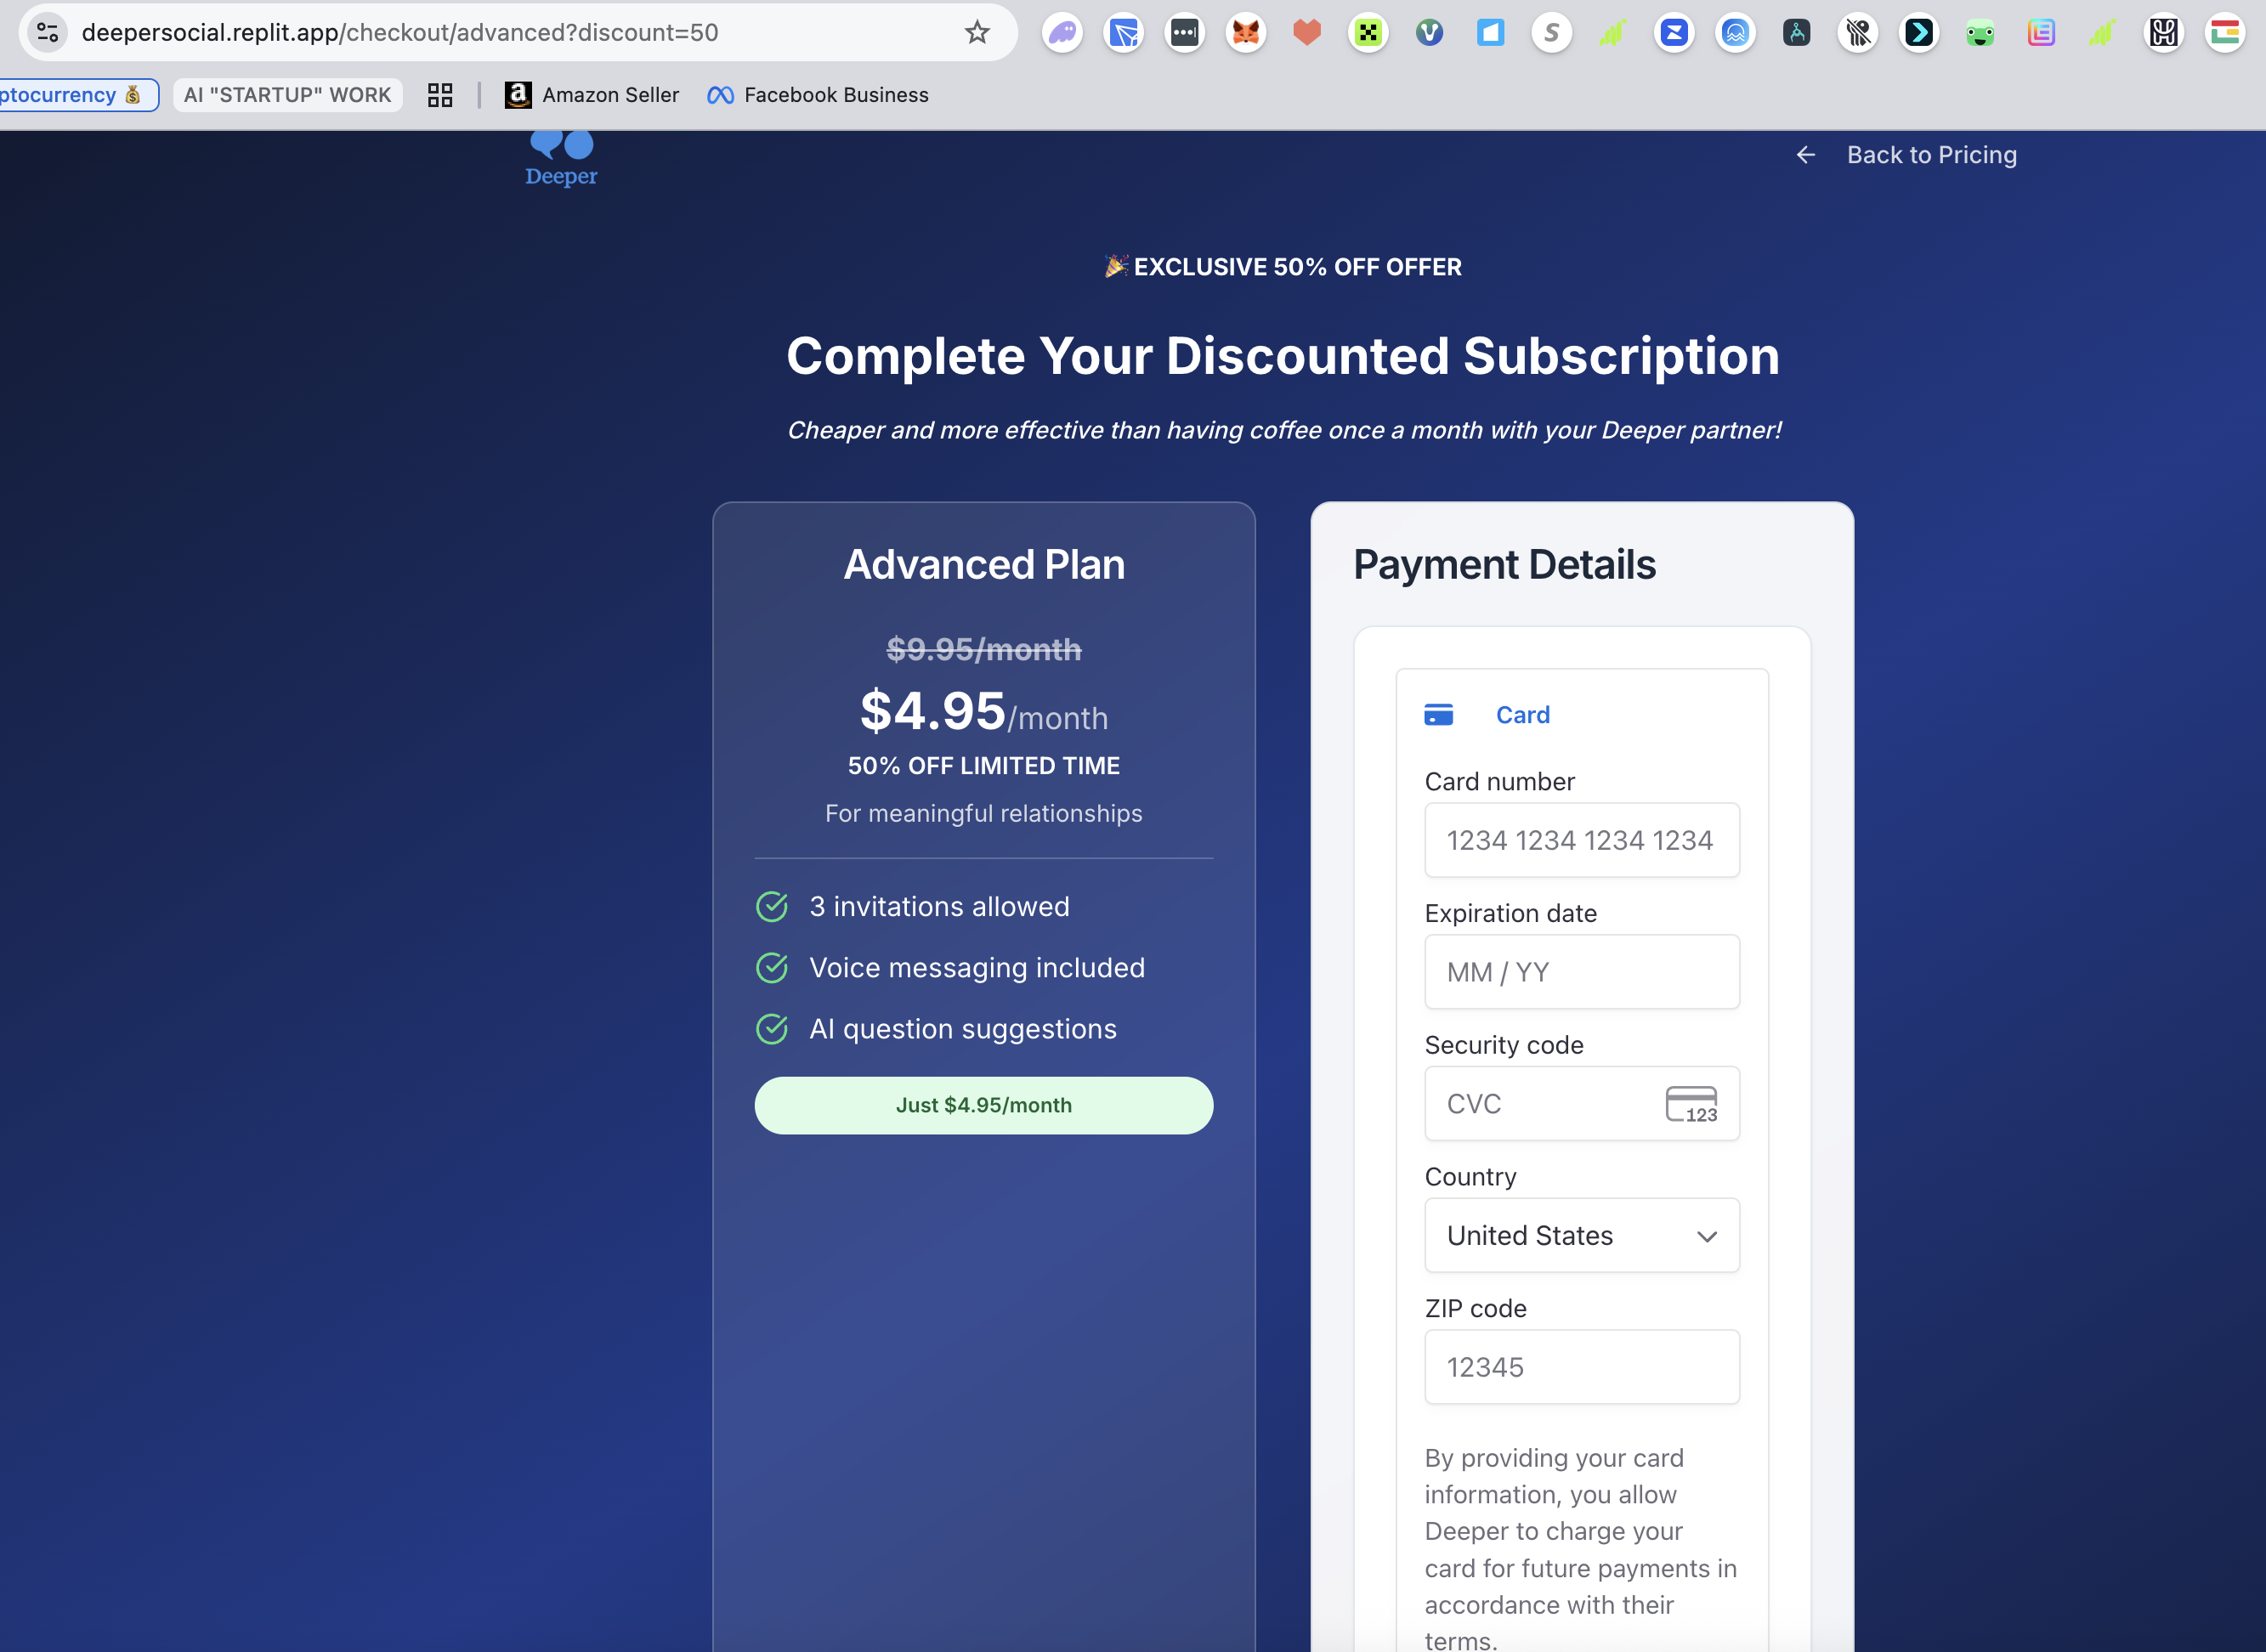 deepersocial.replit.app/checkout/advanced?discount=50
S
ptocurrency 💰
AI "STARTUP" WORK
Amazon Seller
Facebook Business
Deeper
← Back to Pricing
🎉 EXCLUSIVE 50% OFF OFFER
Complete Your Discounted Subscription
Cheaper and more effective than having coffee once a month with your Deeper partner!
Advanced Plan
$9.95/month
$4.95/month
50% OFF LIMITED TIME
For meaningful relationships
3 invitations allowed
Voice messaging included
AI question suggestions
Just $4.95/month
Payment Details
Card
Card number
1234 1234 1234 1234
Expiration date
MM / YY
Security code
CVC
123
Country
United States
ZIP code
12345
By providing your card
information, you allow
Deeper to charge your
card for future payments in
accordance with their
terms.